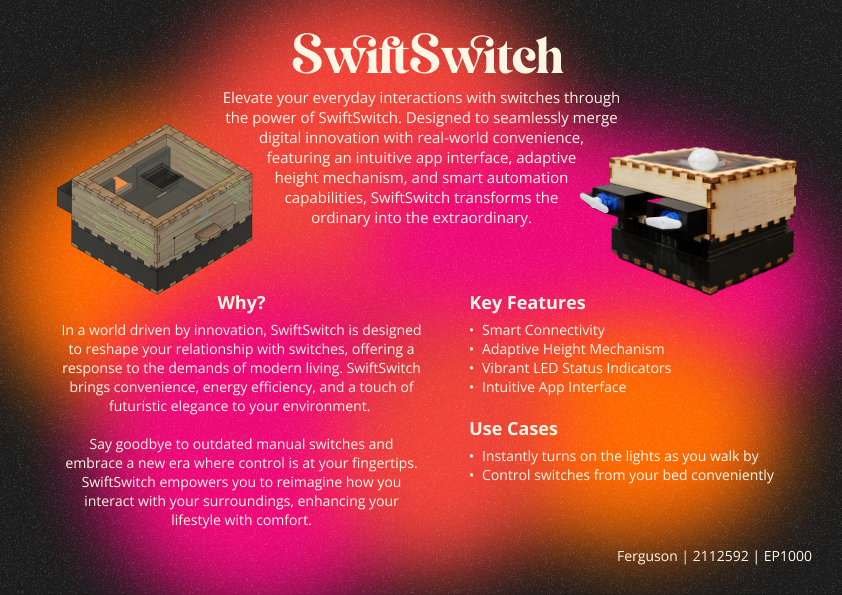 SwiftSwitch
Elevate your everyday interactions with switches through
the power of SwiftSwitch. Designed to seamlessly merge
digital innovation with real-world convenience,
featuring an intuitive app interface, adaptive
height mechanism, and smart automation
capabilities, SwiftSwitch transforms the
ordinary into the extraordinary.
Why?
In a world driven by innovation, SwiftSwitch is designed
to reshape your relationship with switches, offering a
response to the demands of modern living. SwiftSwitch
brings convenience, energy efficiency, and a touch of
futuristic elegance to your environment.
Say goodbye to outdated manual switches and
embrace a new era where control is at your fingertips.
SwiftSwitch empowers you to reimagine how you
interact with your surroundings, enhancing your
lifestyle with comfort.
Key Features
• Smart Connectivity
• Adaptive Height Mechanism
• Vibrant LED Status Indicators
• Intuitive App Interface
Use Cases
• Instantly turns on the lights as you walk by
• Control switches from your bed conveniently
Ferguson | 2112592 | EP1000